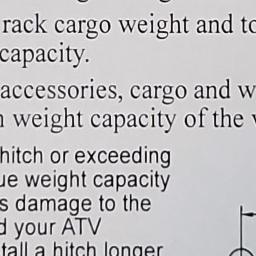 rack cargo weight and to
capacity.
accessories, cargo and w
weight capacity of the
hitch or exceeding
ue weight capacity
s damage to the
d your ATV
tall a hitch longer